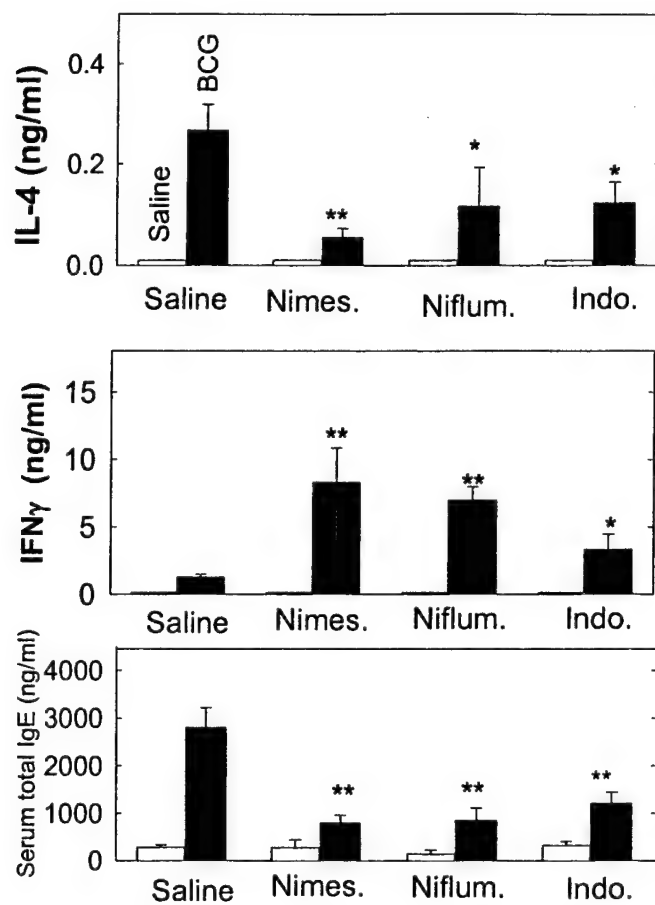 IL-4 (ng/ml)
0.4
0.2
0.0
Saline
BCG
**
*
*
Saline Nimes. Niflum. Indo.
IFNγ (ng/ml)
15
10
5
0
**
**
*
Saline Nimes. Niflum. Indo.
Serum total IgE (ng/ml)
4000
3000
2000
1000
0
**
**
**
Saline Nimes. Niflum. Indo.